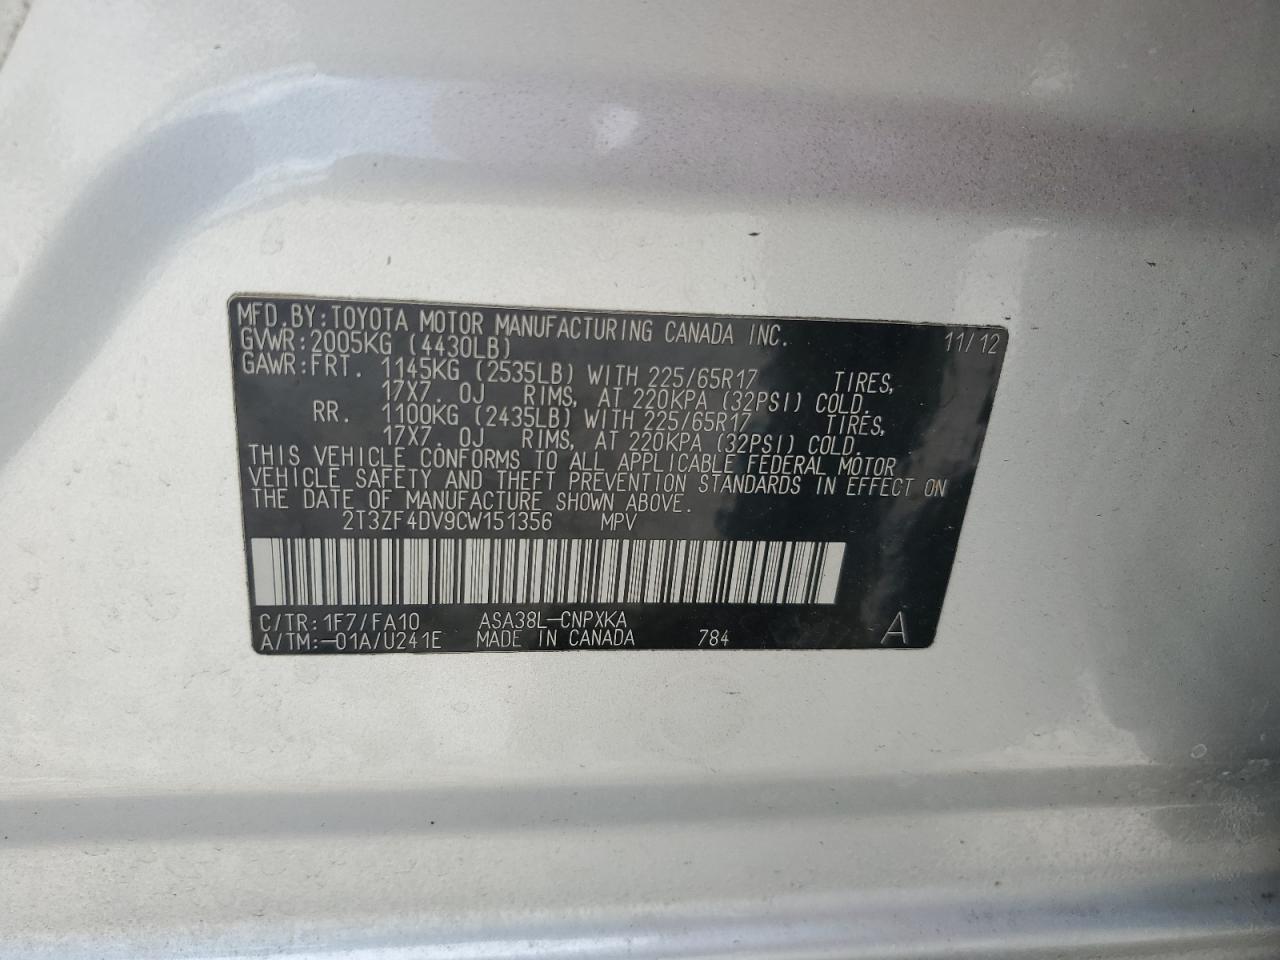 MFD.BY:TOYOTA MOTOR MANUFACTURING CANADA INC. 11/12
GVWR:2005KG (4430LB)
GAWR:FRT. 1145KG (2535LB) WITH 225/65R17 TIRES,
17X7. 0J RIMS, AT 220KPA (32PSI) COLD.
RR. 1100KG (2435LB) WITH 225/65R17 TIRES,
17X7. 0J RIMS, AT 220KPA (32PSI) COLD.
THIS VEHICLE CONFORMS TO ALL APPLICABLE FEDERAL MOTOR
VEHICLE SAFETY AND THEFT PREVENTION STANDARDS IN EFFECT ON
THE DATE OF MANUFACTURE SHOWN ABOVE.
2T3ZF4DV9CW151356 MPV
C/TR:1F7/FA10 ASA38L-CNPXKA
A/TM:-01A/U241E MADE IN CANADA 784 A